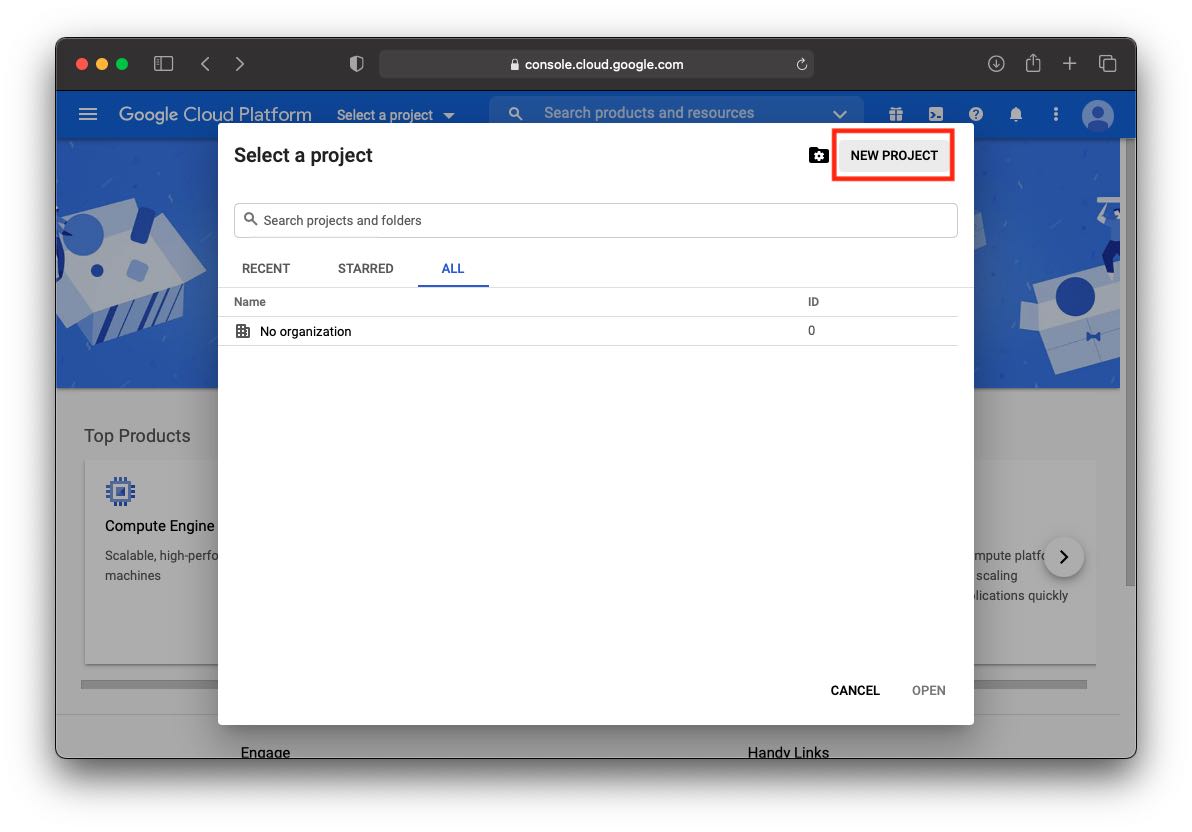 console.cloud.google.com
Google Cloud Platform Select a project Search products and resources
Select a project NEW PROJECT
Search projects and folders
RECENT STARRED ALL
Name ID
No organization 0
Top Products
Compute Engine
Scalable, high-perfo
machines
mpute platfo
scaling
lications quickly
CANCEL OPEN
Engage Handy Links